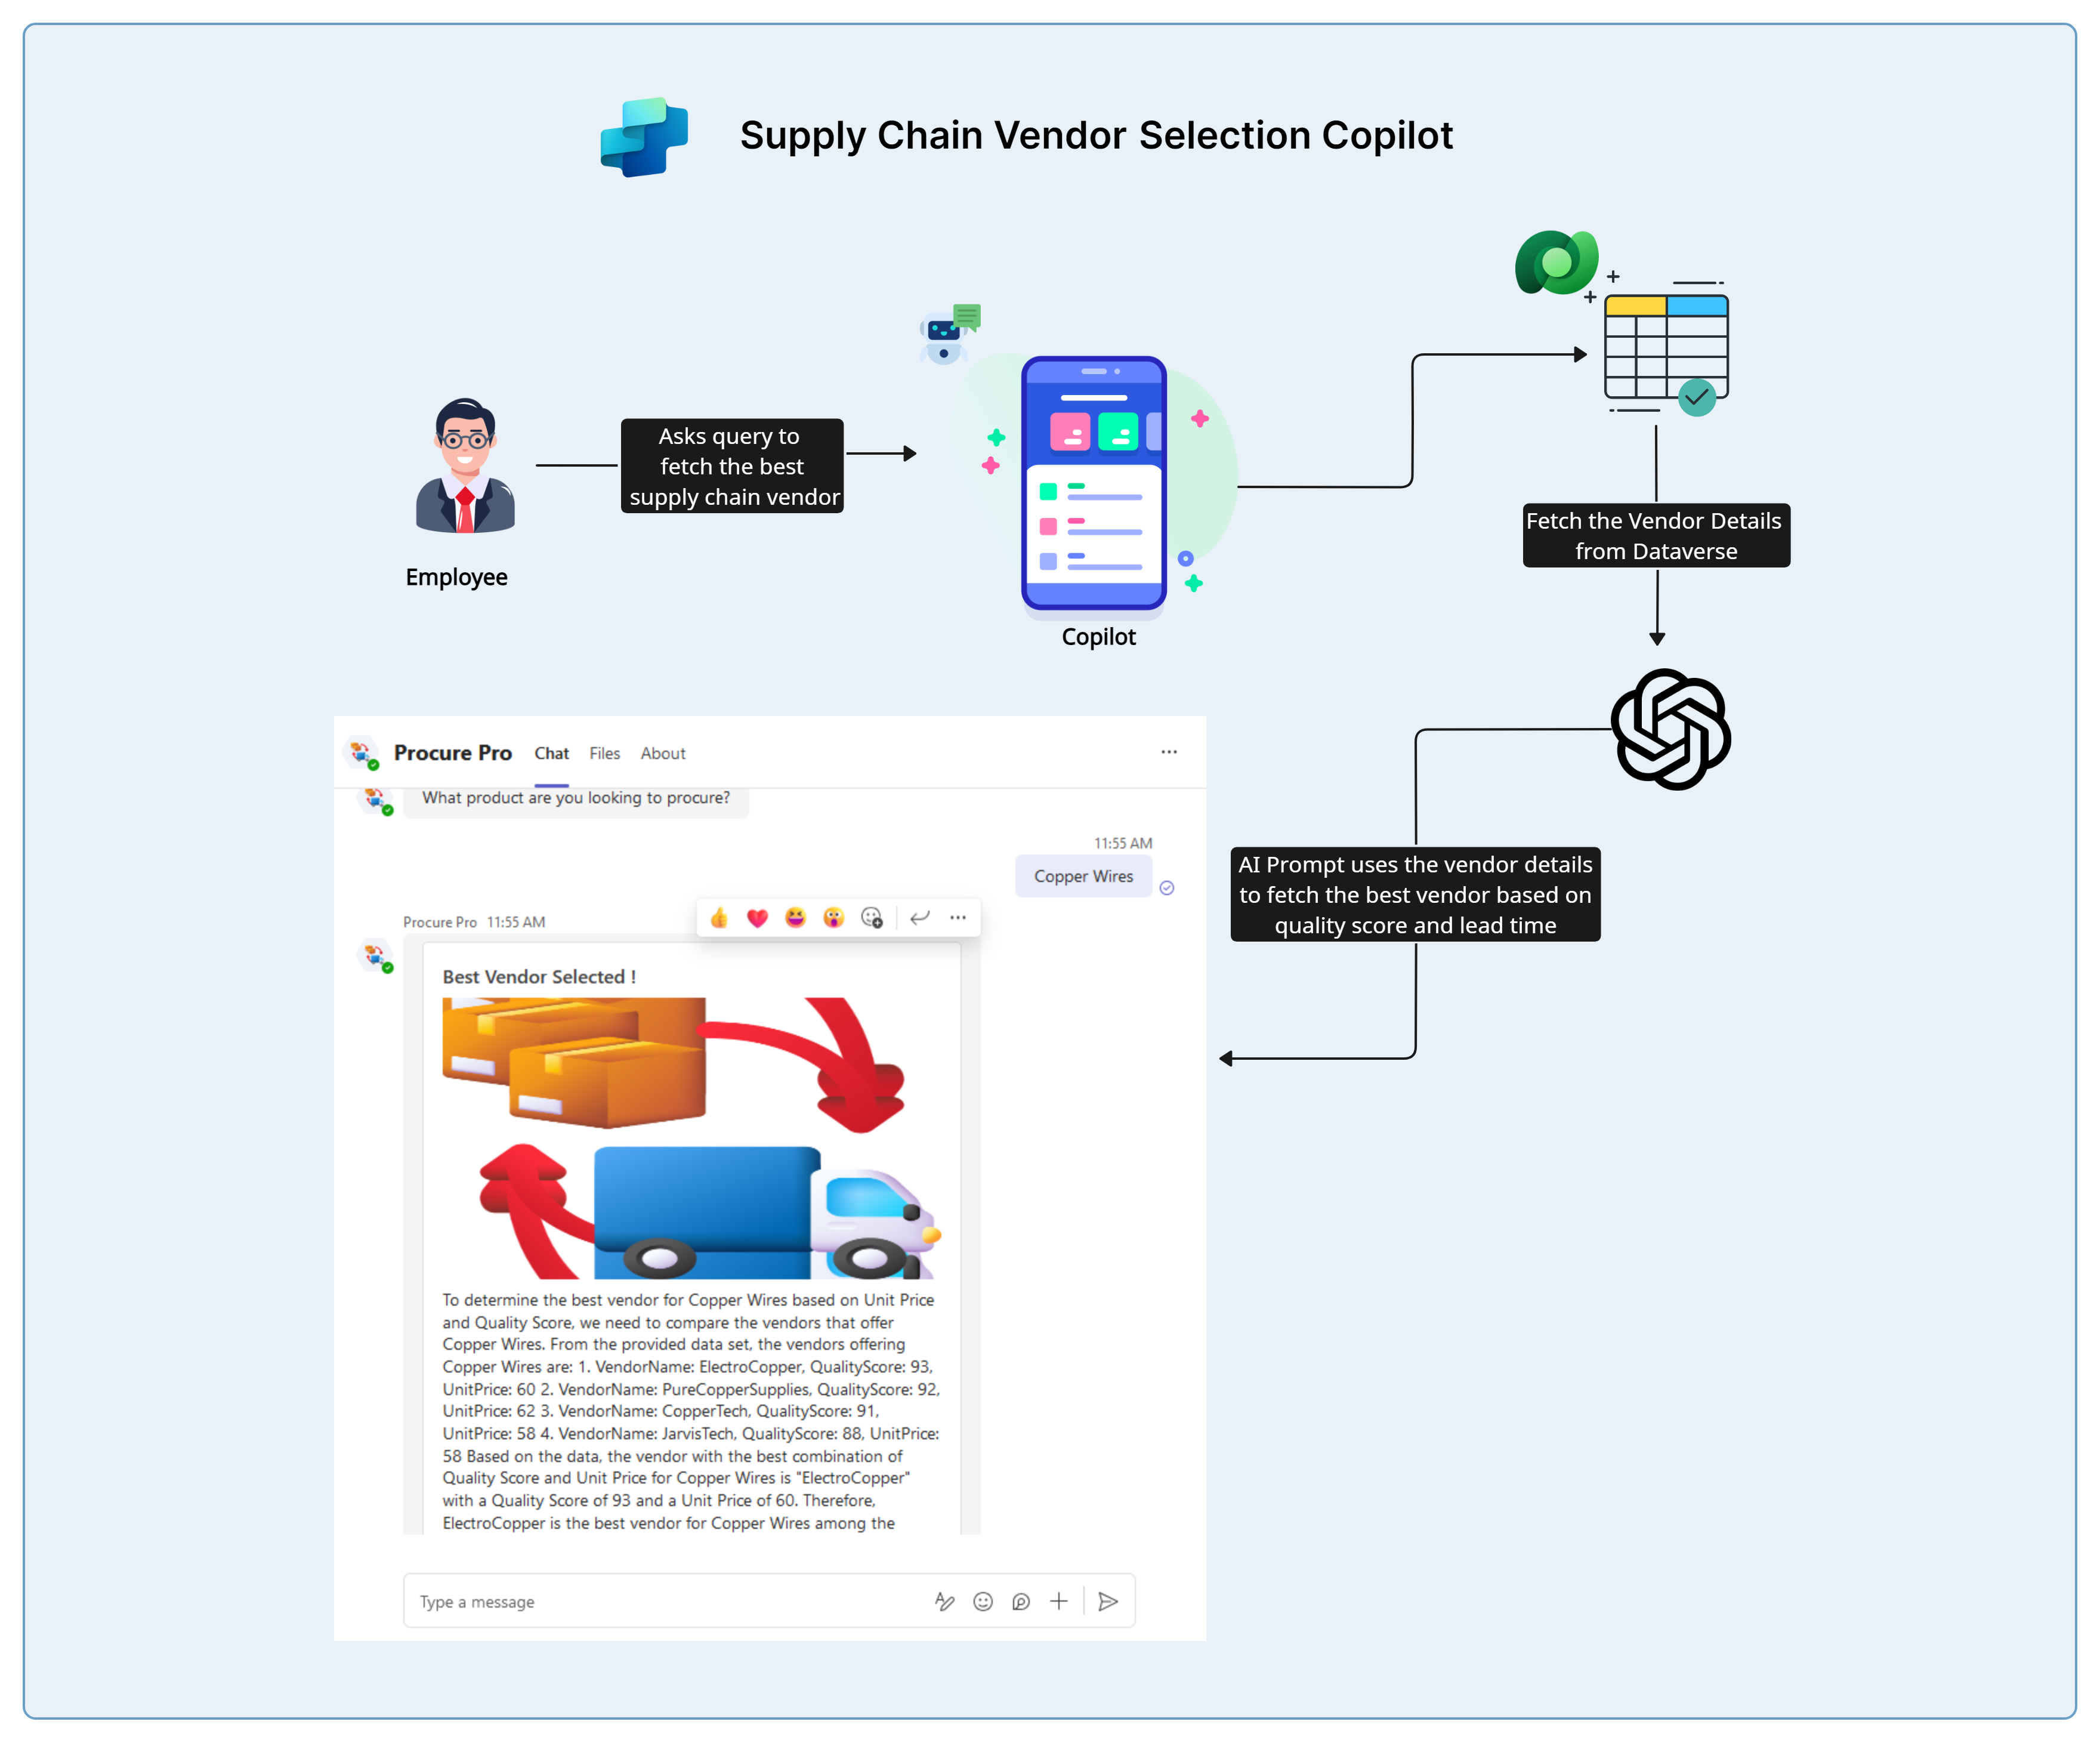 Supply Chain Vendor Selection Copilot
Asks query to
fetch the best
supply chain vendor
Employee
Copilot
Fetch the Vendor Details
from Dataverse
AI Prompt uses the vendor details
to fetch the best vendor based on
quality score and lead time
Procure Pro Chat Files About
What product are you looking to procure?
11:55 AM
Copper Wires
Procure Pro 11:55 AM
Best Vendor Selected !
To determine the best vendor for Copper Wires based on Unit Price
and Quality Score, we need to compare the vendors that offer
Copper Wires. From the provided data set, the vendors offering
Copper Wires are: 1. VendorName: ElectroCopper, QualityScore: 93,
UnitPrice: 60 2. VendorName: PureCopperSupplies, QualityScore: 92,
UnitPrice: 62 3. VendorName: CopperTech, QualityScore: 91,
UnitPrice: 58 4. VendorName: JarvisTech, QualityScore: 88, UnitPrice:
58 Based on the data, the vendor with the best combination of
Quality Score and Unit Price for Copper Wires is "ElectroCopper"
with a Quality Score of 93 and a Unit Price of 60. Therefore,
ElectroCopper is the best vendor for Copper Wires among the
Type a message